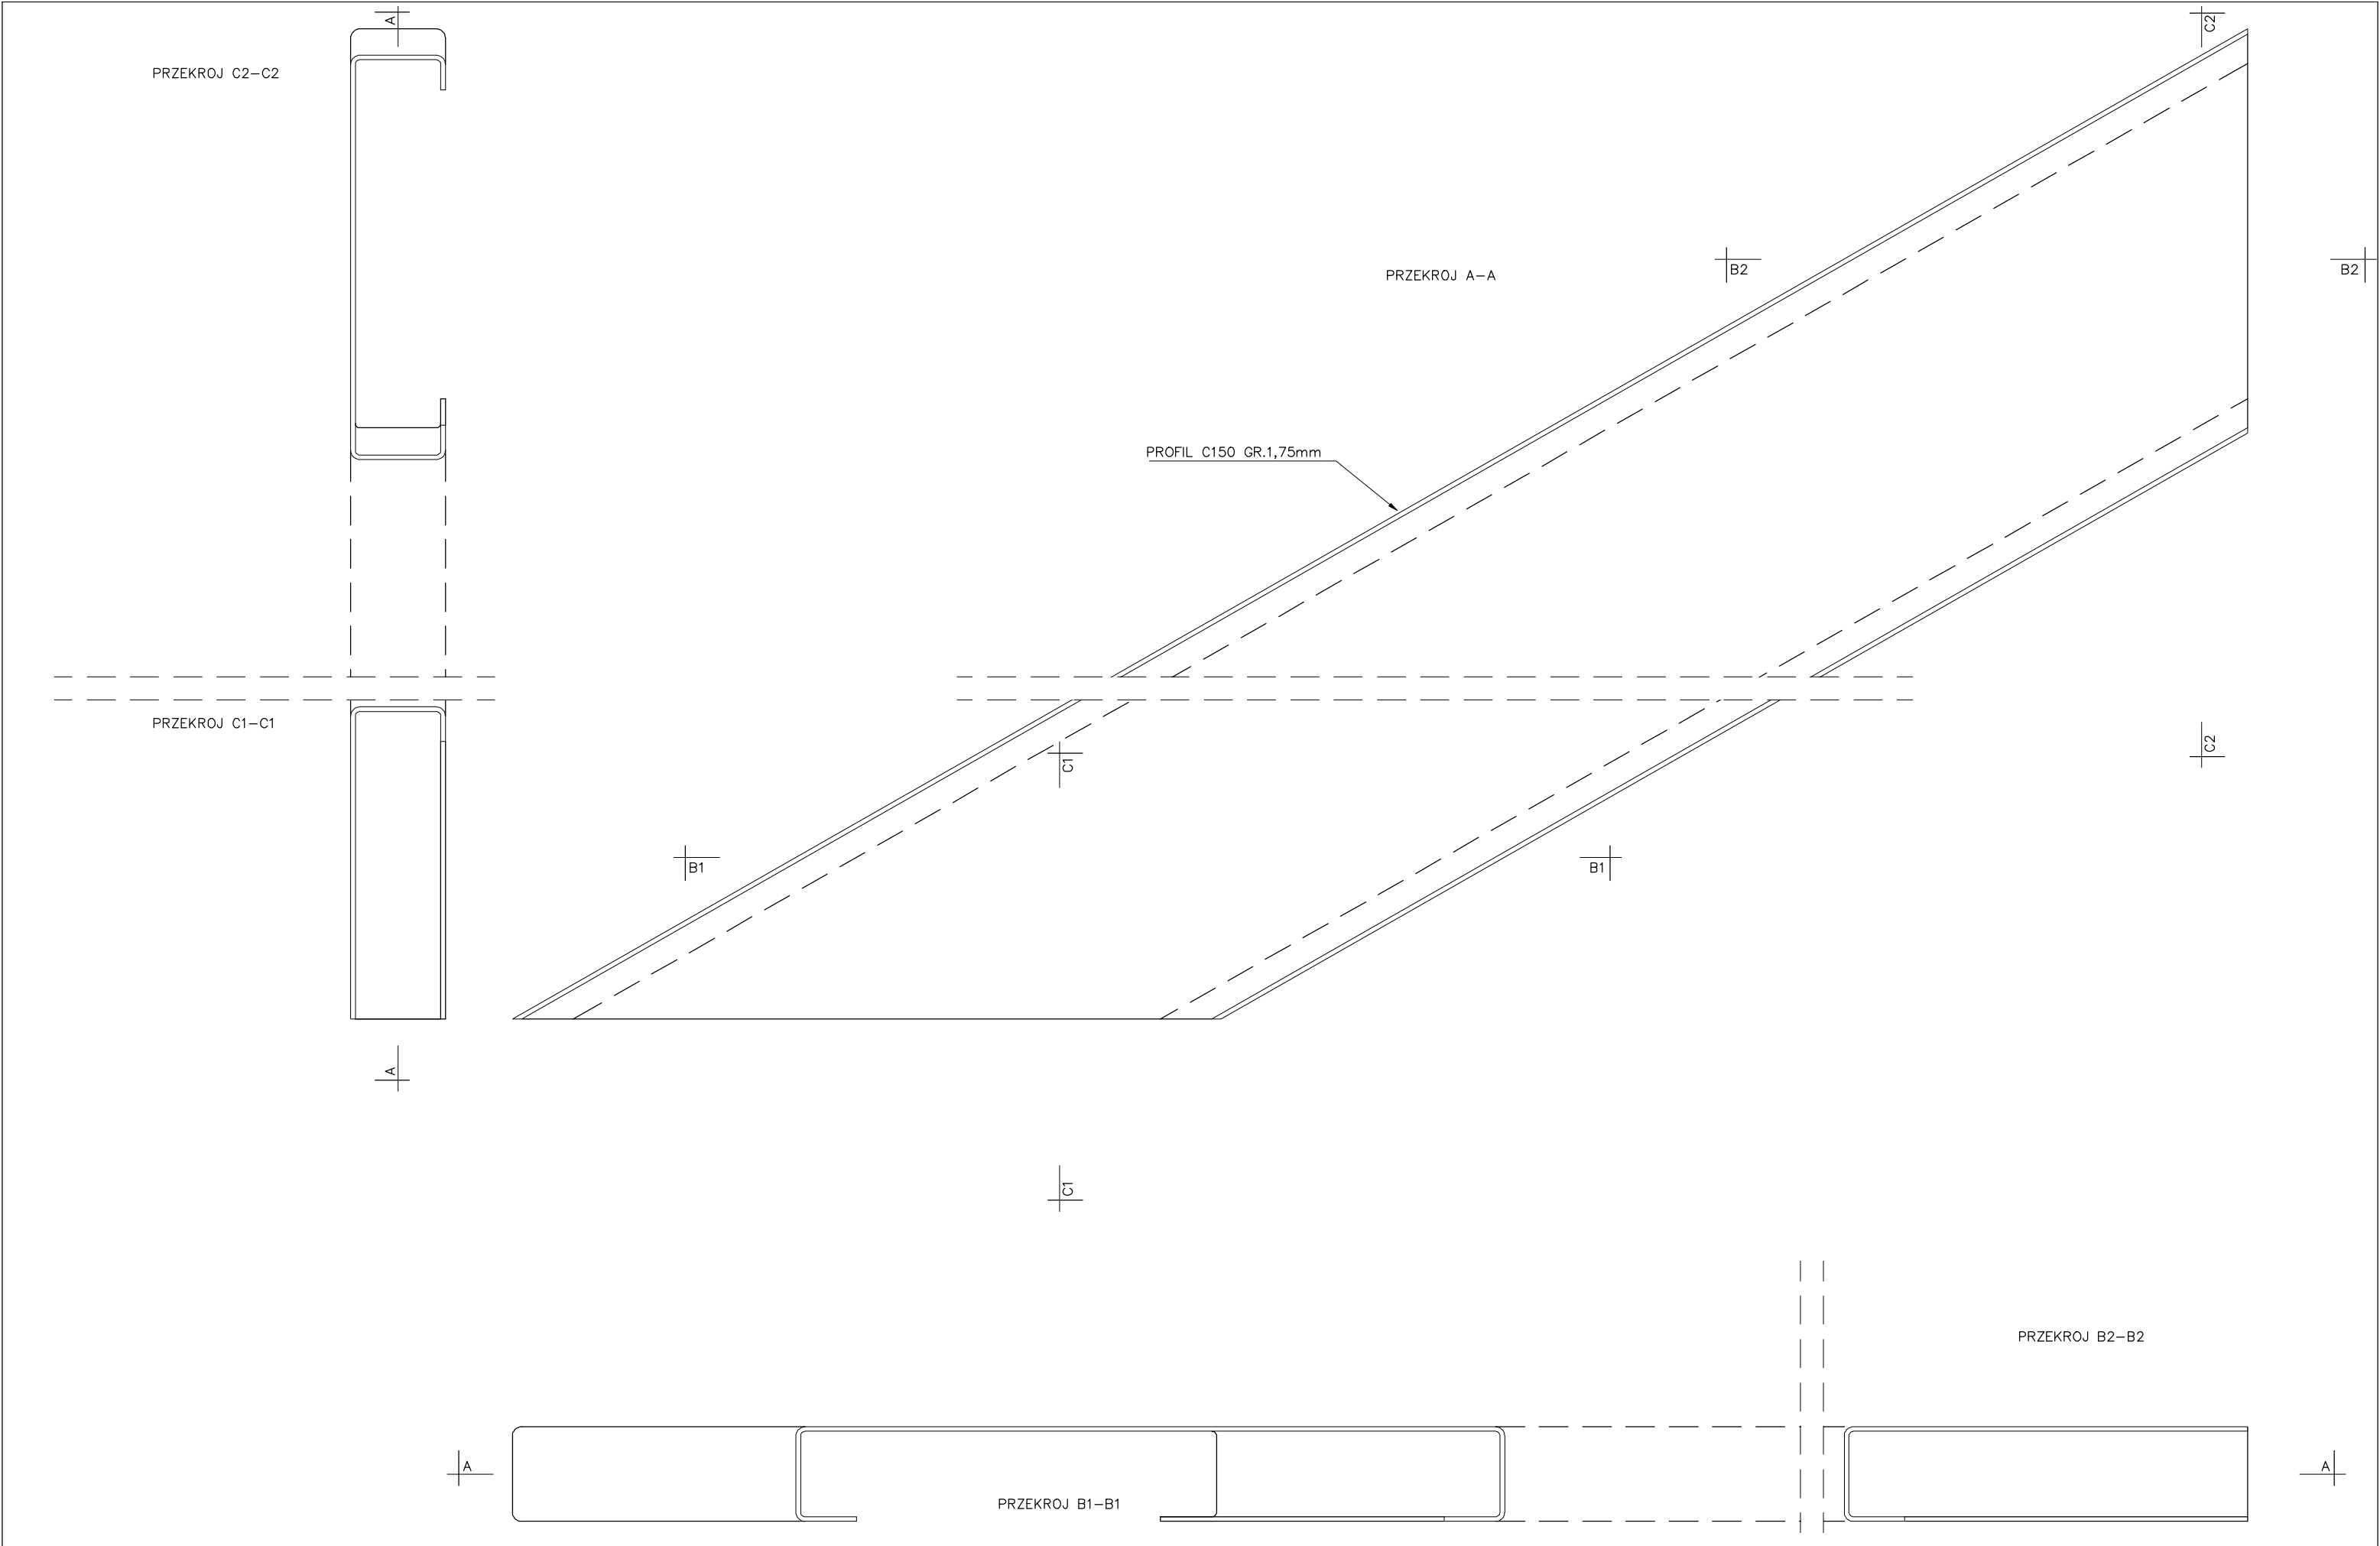 A
C2
PRZEKROJ C2-C2
B2
B2
PRZEKROJ A-A
PROFIL C150 GR.1,75mm
PRZEKROJ C1-C1
C2
C1
B1
B1
A
C1
PRZEKROJ B2-B2
A
A
PRZEKROJ B1-B1